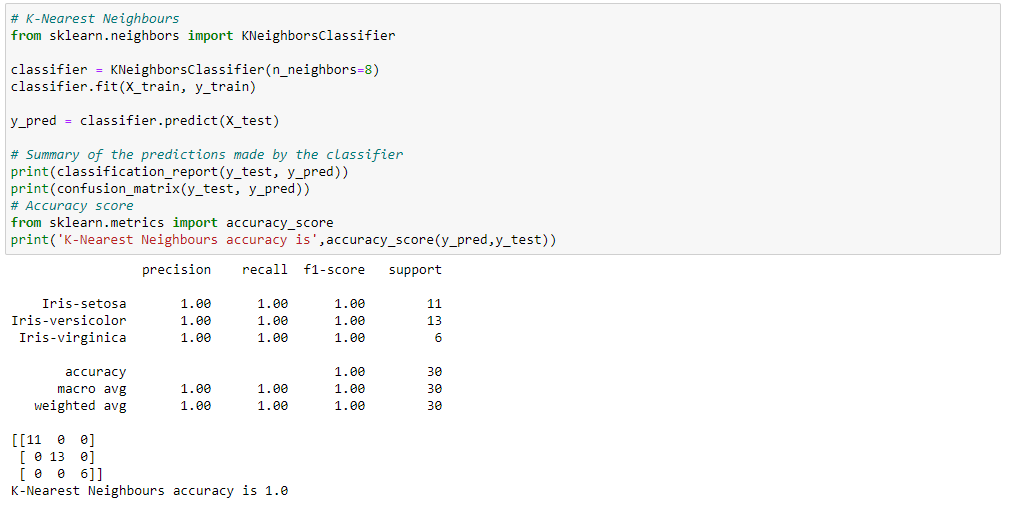 # K-Nearest Neighbours
from sklearn.neighbors import KNeighborsClassifier
classifier = KNeighborsClassifier(n_neighbors=8)
classifier.fit(X_train, y_train)
y_pred = classifier.predict(X_test)
# Summary of the predictions made by the classifier
print(classification_report(y_test, y_pred))
print(confusion_matrix(y_test, y_pred))
# Accuracy score
from sklearn.metrics import accuracy_score
print('K-Nearest Neighbours accuracy is',accuracy_score(y_pred,y_test))
precision recall f1-score support
Iris-setosa 1.00 1.00 1.00 11
Iris-versicolor 1.00 1.00 1.00 13
Iris-virginica 1.00 1.00 1.00 6
accuracy 1.00 30
macro avg 1.00 1.00 1.00 30
weighted avg 1.00 1.00 1.00 30
[[11 0 0]
[ 0 13 0]
[ 0 0 6]]
K-Nearest Neighbours accuracy is 1.0